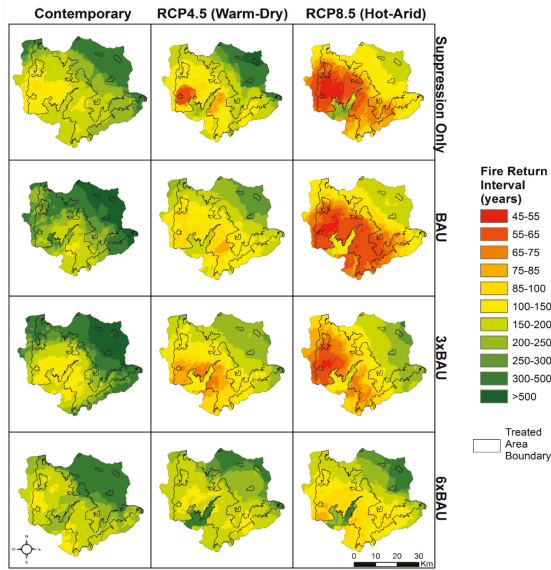 Contemporary
RCP4.5 (Warm-Dry)
RCP8.5 (Hot-Arid)
Suppression Only
BAU
3xBAU
6xBAU
Fire Return
Interval
(years)
45-55
55-65
65-75
75-85
85-100
100-150
150-200
200-250
250-300
300-500
>500
Treated
Area
Boundary
N
W
E
S
0 10 20 30
Km